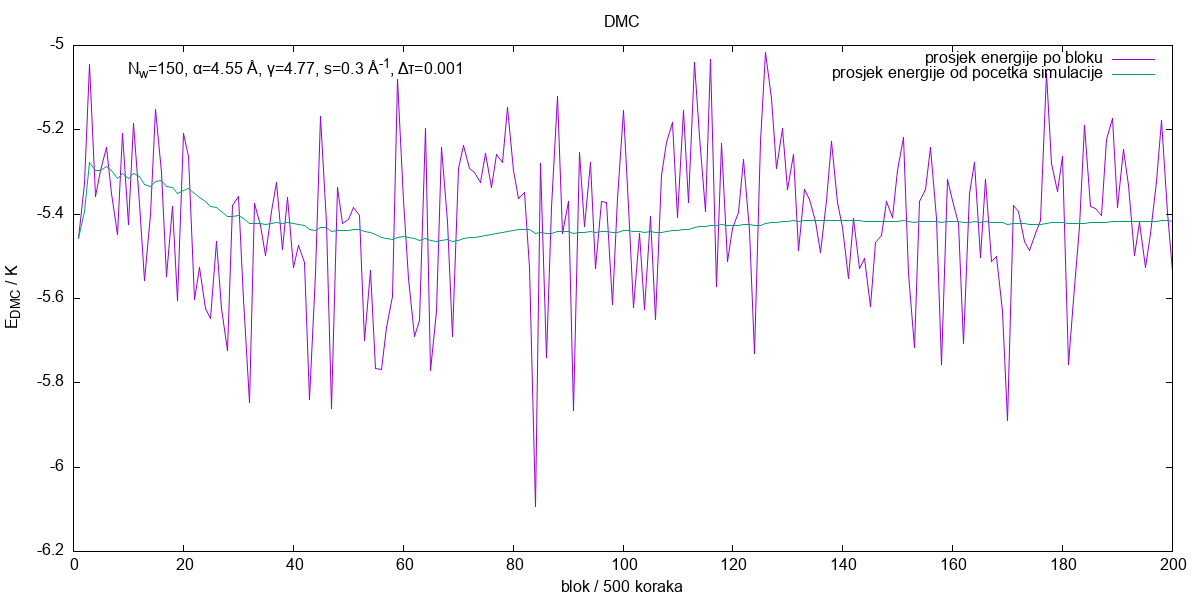 DMC
N_w=150, α=4.55 Å, γ=4.77, s=0.3 Å^-1, Δτ=0.001
prosjek energije po bloku
prosjek energije od pocetka simulacije
-5
-5.2
-5.4
-5.6
-5.8
-6
-6.2
E_DMC / K
0 20 40 60 80 100 120 140 160 180 200
blok / 500 koraka